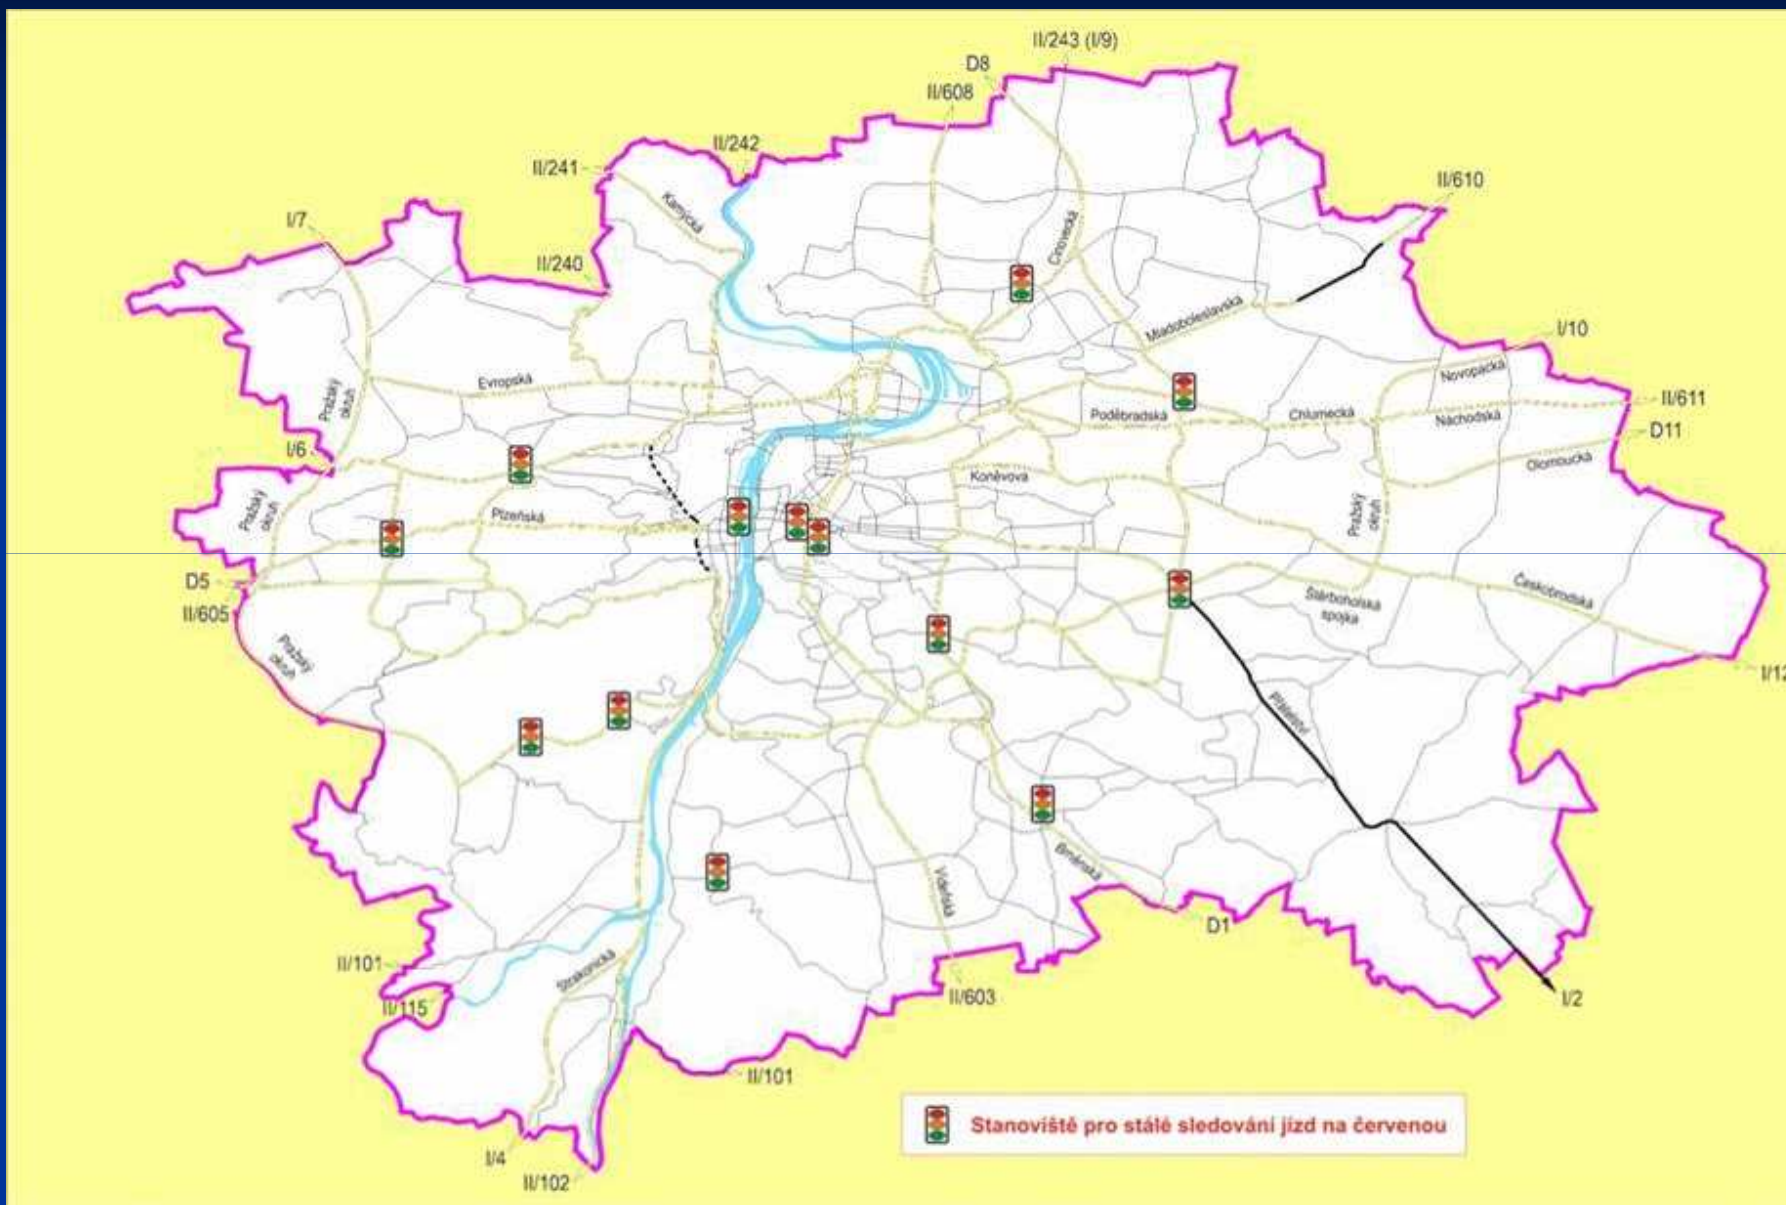 II/243 (I/9)
D8
II/608
II/242
II/241
II/610
Kamýcká
I/7
Cínovecká
II/240
Mladoboleslavská
I/10
Novopacká
Evropská
Pražský
okruh
II/611
Poděbradská
Chlumecká
Náchodská
D11
I/6
Olomoucká
Koněvova
Pražský
okruh
Plzeňská
Pražský
okruh
D5
Štěrboholská
spojka
Českobrodská
II/605
Pražský
okruh
I/12
Přátelství
Brněnská
Vídeňská
D1
II/101
Strakonická
II/603
I/2
II/115
II/101
Stanoviště pro stálé sledování jízd na červenou
I/4
II/102